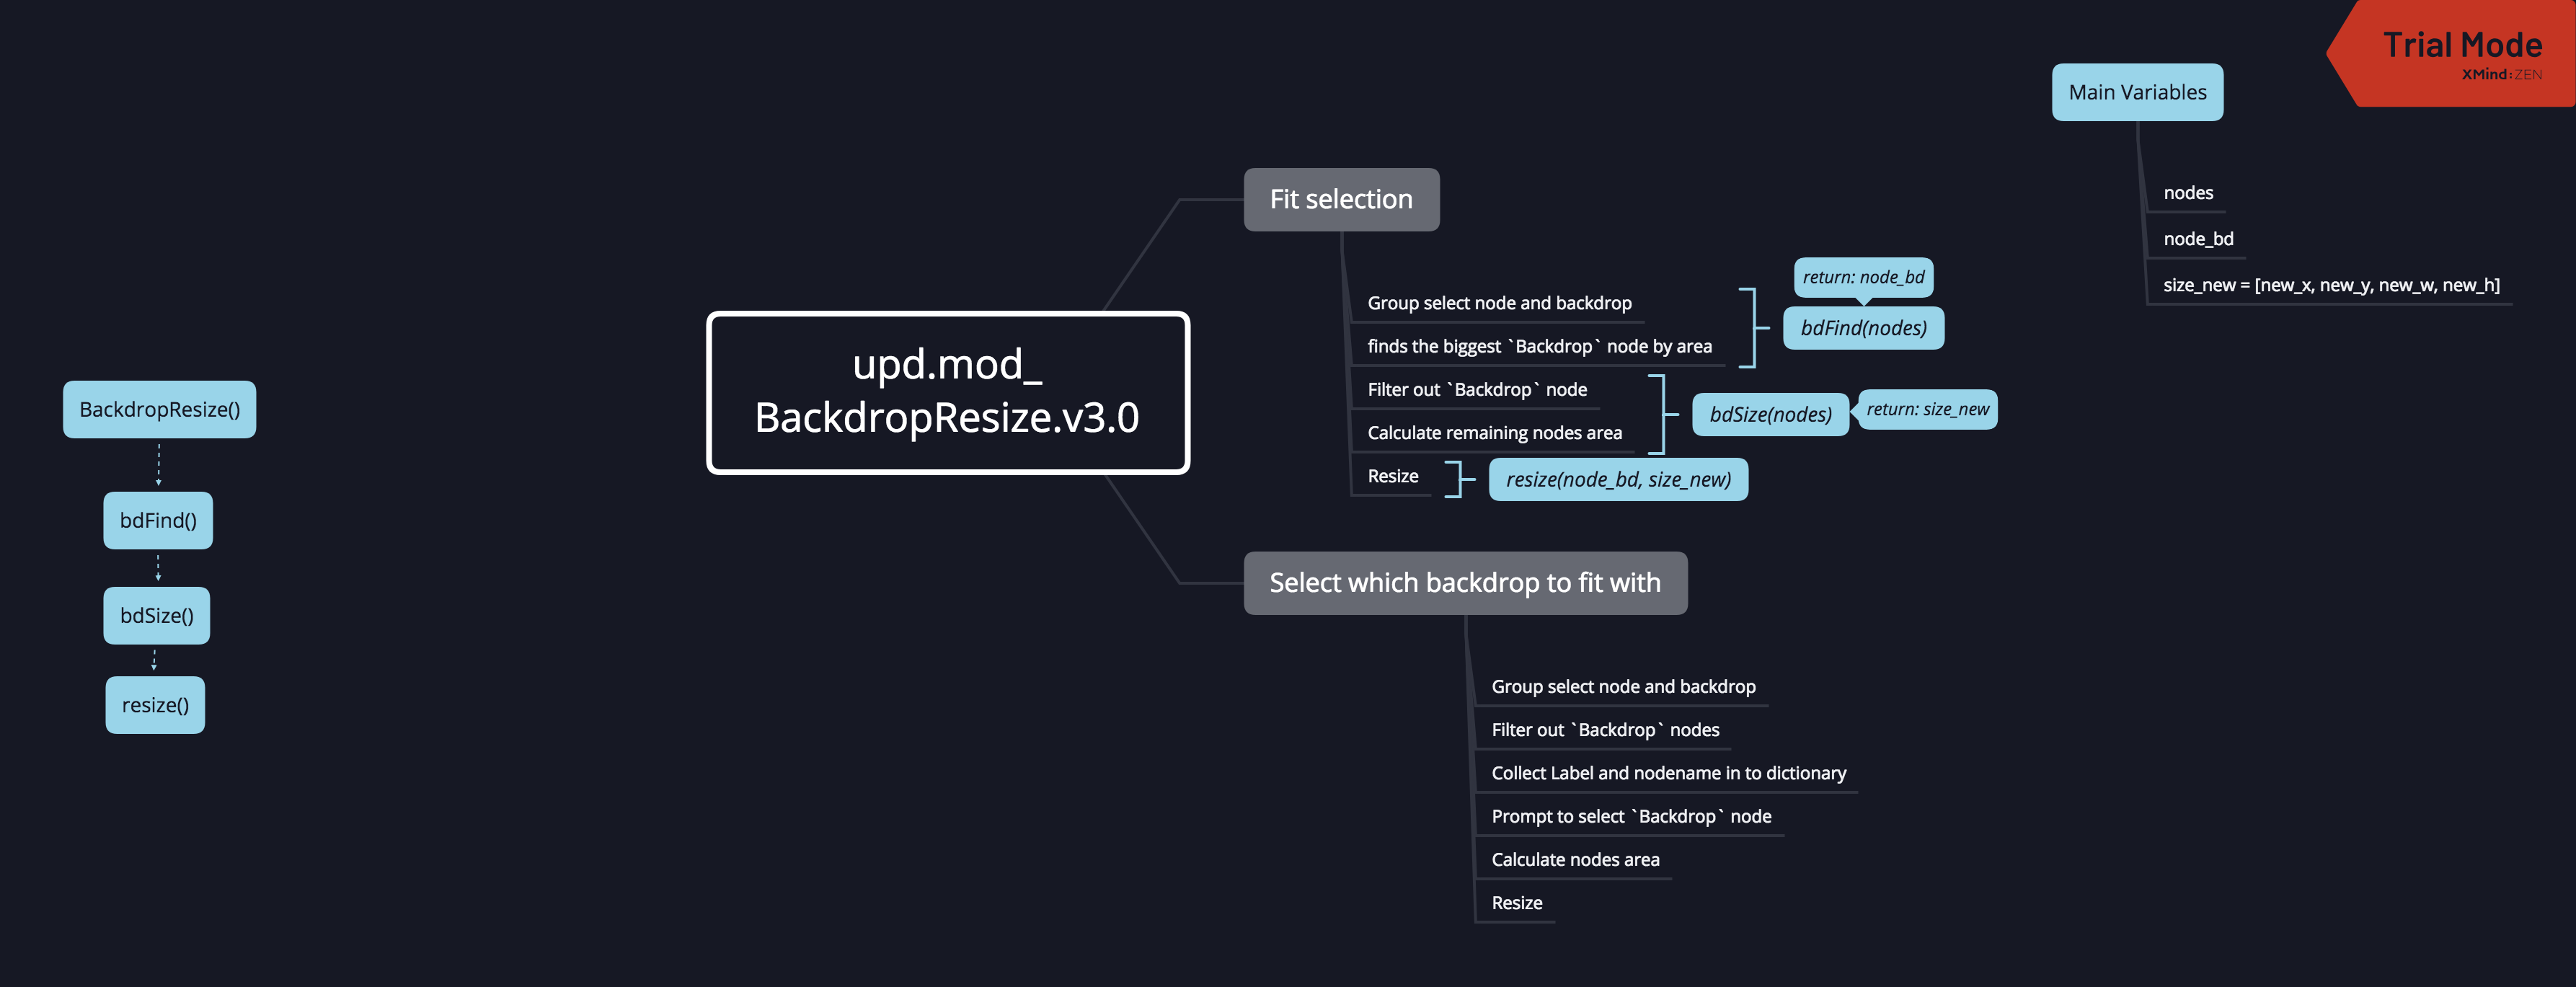 Trial Mode
XMind:ZEN
Main Variables
nodes
node_bd
size_new = [new_x, new_y, new_w, new_h]
upd.mod_
BackdropResize.v3.0
Fit selection
Group select node and backdrop
finds the biggest `Backdrop` node by area
return: node_bd
bdFind(nodes)
Filter out `Backdrop` node
Calculate remaining nodes area
bdSize(nodes)
return: size_new
Resize
resize(node_bd, size_new)
Select which backdrop to fit with
Group select node and backdrop
Filter out `Backdrop` nodes
Collect Label and nodename in to dictionary
Prompt to select `Backdrop` node
Calculate nodes area
Resize
BackdropResize()
bdFind()
bdSize()
resize()